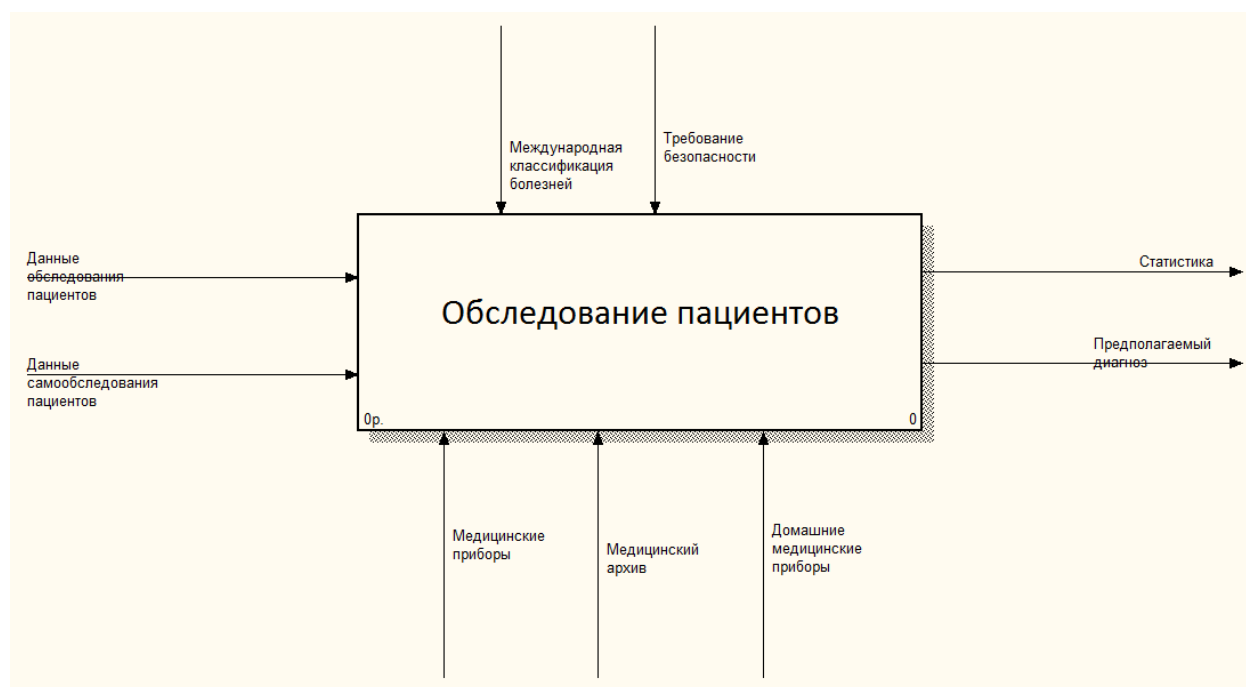 Международная
классификация
болезней
Требование
безопасности
Данные
обследования
пациентов
Данные
самообследования
пациентов
Обследование пациентов
0р.
0
Статистика
Предполагаемый
диагноз
Медицинские
приборы
Медицинский
архив
Домашние
медицинские
приборы